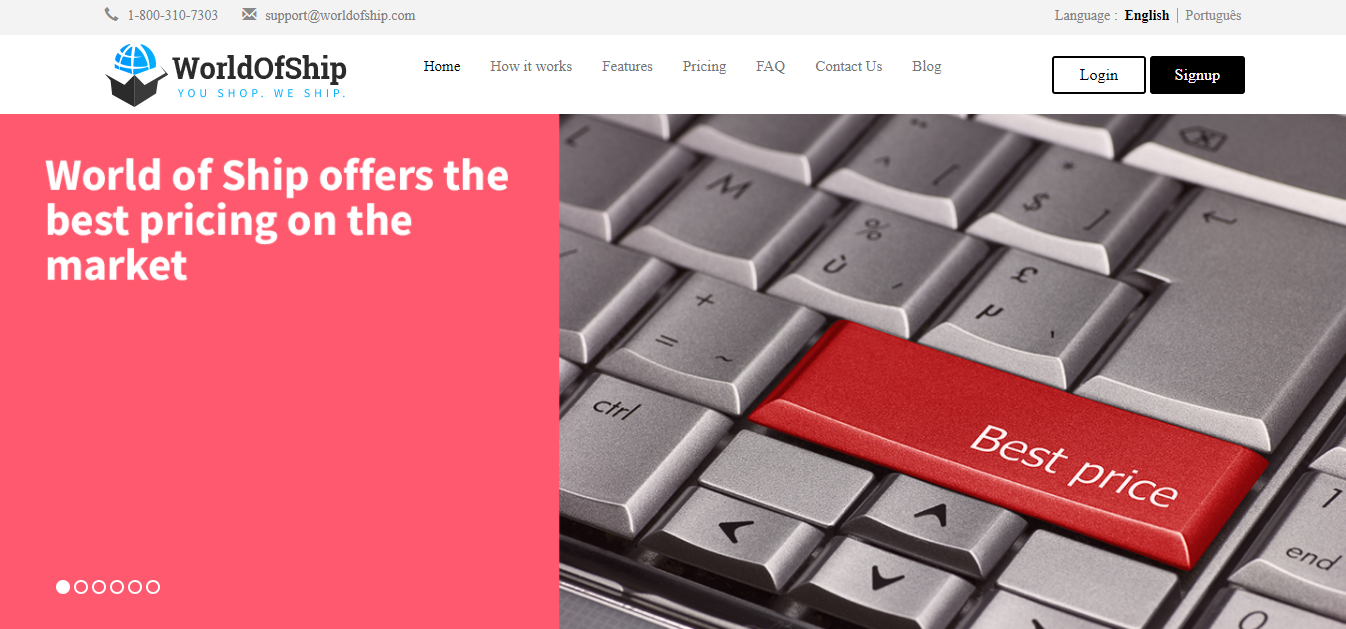 1-800-310-7303 support@worldofship.com
Language : English | Português
WorldOfShip
YOU SHOP. WE SHIP.
Home How it works Features Pricing FAQ Contact Us Blog
Login Signup
World of Ship offers the
best pricing on the
market
L
M
^ ¨ [
* $ ]
% ù ,
£ µ `
+ = ~
ctrl
Best price
1
end
0